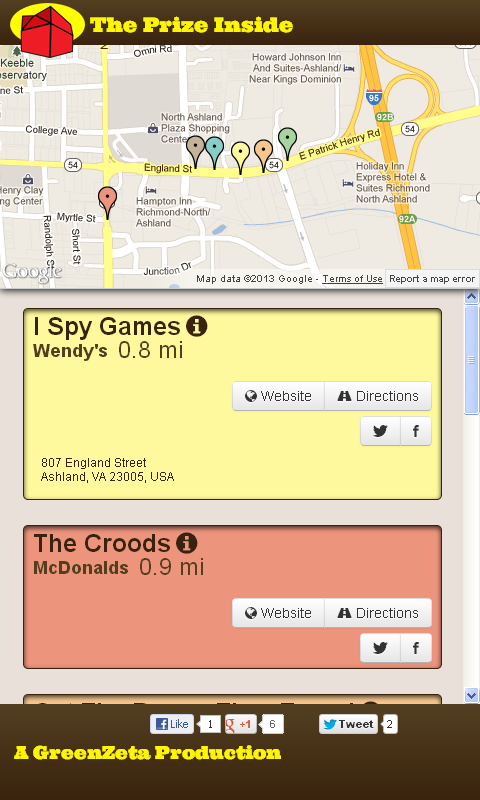 The Prize Inside
Omni Rd
Keeble
servatory
Howard Johnson Inn
And Suites-Ashland/
Near Kings Dominion
ne St
95
92B
North Ashland
Plaza Shopping
Center
College Ave
54
E Patrick Henry Rd
54
England St
54
Holiday Inn
Express Hotel &
Suites Richmond
North Ashland
Henry Clay
ng Center
Hampton Inn
Richmond-North/
Ashland
Myrtle St
Randolph St
Short St
92A
Junction Dr
Google
Map data ©2013 Google - Terms of Use
Report a map error
I Spy Games
Wendy's 0.8 mi
Website Directions
807 England Street
Ashland, VA 23005, USA
The Croods
McDonalds 0.9 mi
Website Directions
Like 1 +1 6 Tweet 2
A GreenZeta Production